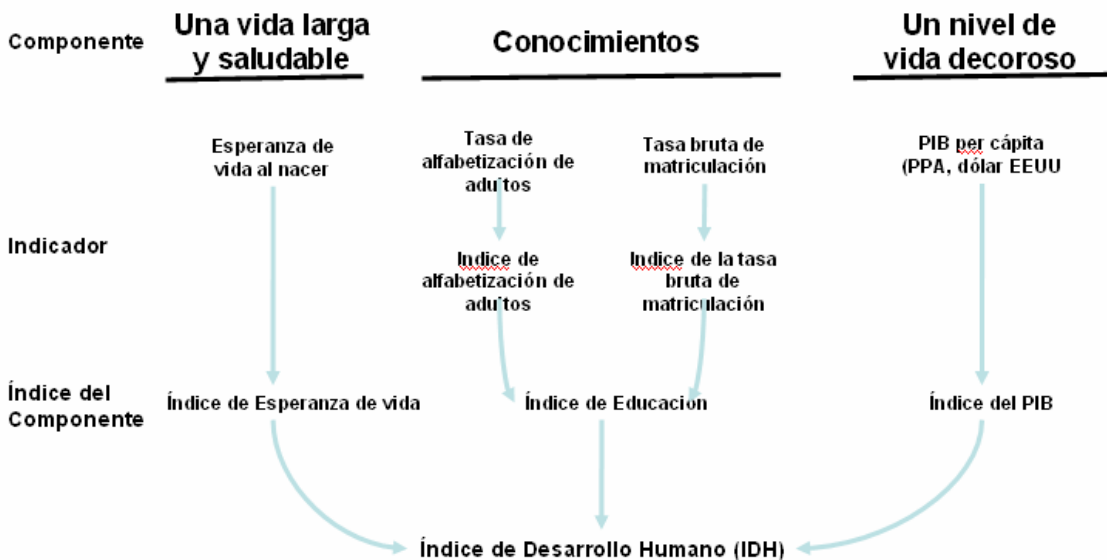 Componente
Una vida larga
y saludable
Conocimientos
Un nivel de
vida decoroso
Esperanza de
vida al nacer
Tasa de
alfabetización de
aduitos
Tasa bruta de
matriculación
PIB per cápita
(PPA, dólar EEUU
Indicador
Indice de
alfabetización de
aduitos
Indice de la tasa
bruta de
matriculación
Índice del
Componente
Índice de Esperanza de vida
Índice de Educación
Índice del PIB
Índice de Desarrollo Humano (IDH)